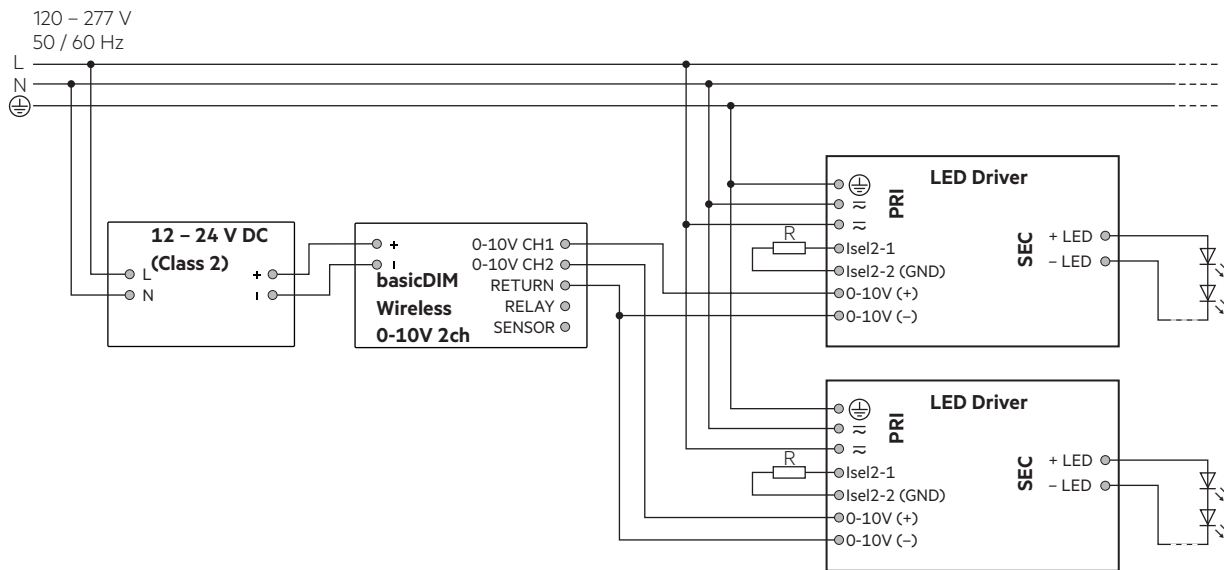 120 – 277 V
50 / 60 Hz
L
N
12 – 24 V DC
(Class 2)
L
N
+
–
+
–
basicDIM
Wireless
0-10V 2ch
0-10V CH1
0-10V CH2
RETURN
RELAY
SENSOR
LED Driver
PRI
R
Isel2-1
Isel2-2 (GND)
0-10V (+)
0-10V (–)
SEC
+ LED
– LED
LED Driver
PRI
R
Isel2-1
Isel2-2 (GND)
0-10V (+)
0-10V (–)
SEC
+ LED
– LED